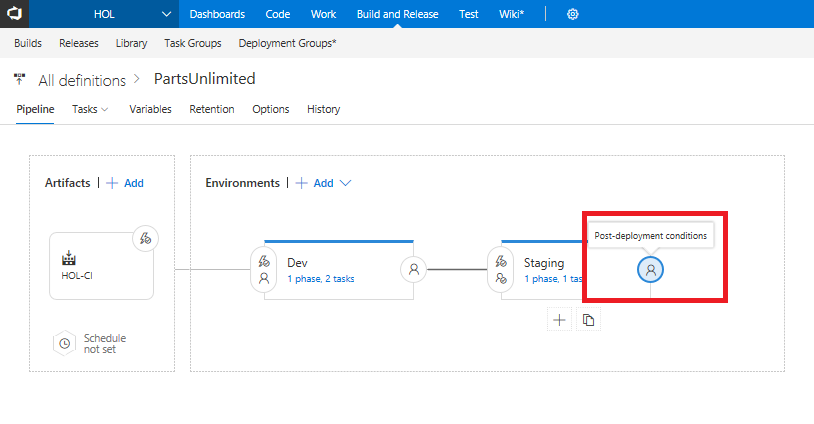 HOL Dashboards Code Work Build and Release Test Wiki*
Builds Releases Library Task Groups Deployment Groups*
All definitions > PartsUnlimited
Pipeline Tasks Variables Retention Options History
Artifacts | + Add
Environments | + Add
Post-deployment conditions
HOL-CI
Dev
1 phase, 2 tasks
Staging
1 phase, 1 tas
Schedule
not set